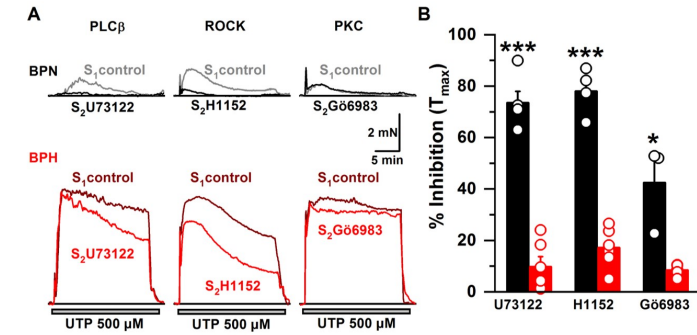 A
B
PLCβ
ROCK
PKC
BPN
S1control
S1control
S1control
S2U73122
S2H1152
S2Gö6983
2 mN
5 min
BPH
S1control
S1control
S1control
S2U73122
S2H1152
S2Gö6983
UTP 500 µM
UTP 500 µM
UTP 500 µM
% Inhibition (Tmax)
100
80
60
40
20
0
***
***
*
U73122
H1152
Gö6983